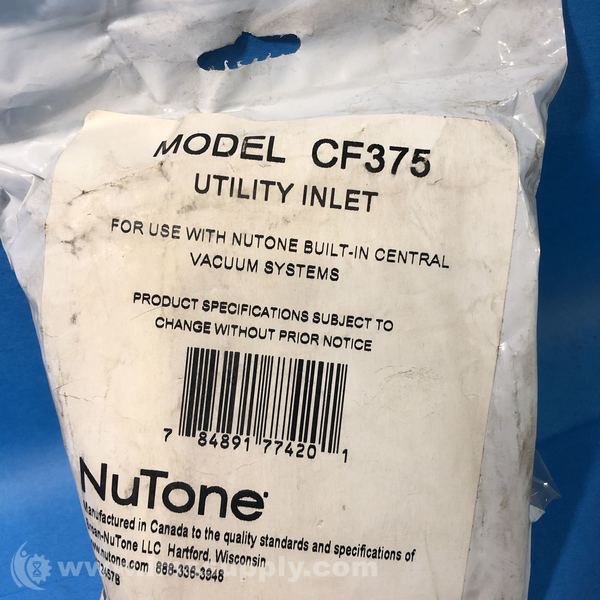 MODEL CF375
UTILITY INLET
FOR USE WITH NUTONE BUILT-IN CENTRAL
VACUUM SYSTEMS
PRODUCT SPECIFICATIONS SUBJECT TO
CHANGE WITHOUT PRIOR NOTICE
7 84891 77420 1
NuTone
Manufactured in Canada to the quality standards and specifications of
-NuTone LLC Hartford, Wisconsin
.nutone.com 888-336-3948